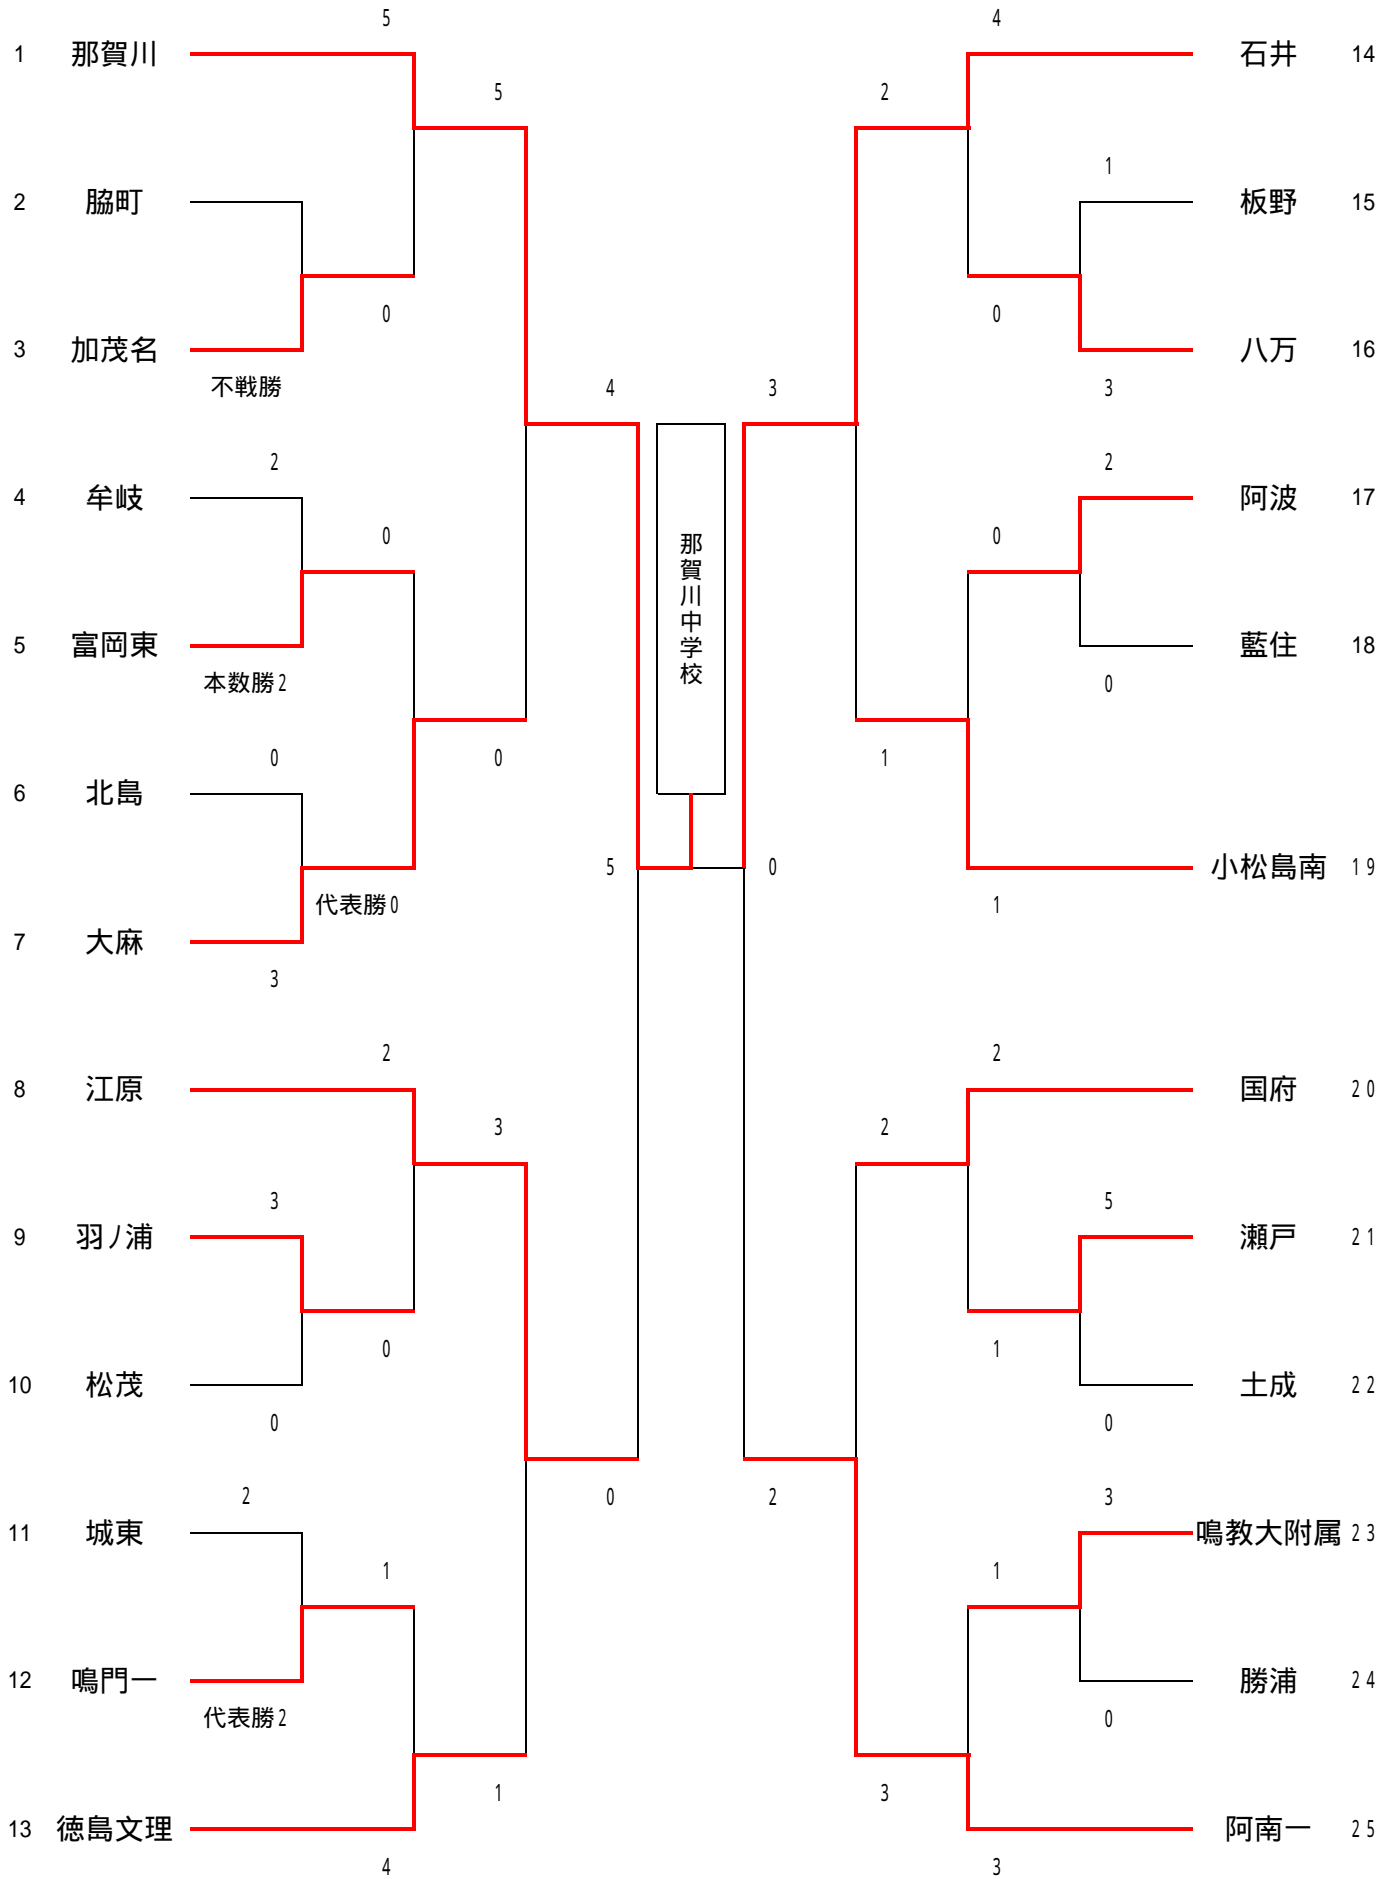 5
4
1 那賀川
石井 14
5
2
1
2 脇町
板野 15
0
0
3 加茂名
八万 16
不戦勝
4
3
3
2
2
4 牟岐
阿波 17
0
0
那賀川中学校
5 富岡東
藍住 18
本数勝2
0
0
0
1
6 北島
5
0
小松島南 19
代表勝0
1
7 大麻
3
2
2
8 江原
国府 20
3
2
3
5
9 羽ノ浦
瀬戸 21
0
1
10 松茂
土成 22
0
0
2
0
2
3
11 城東
鳴教大附属 23
1
1
12 鳴門一
勝浦 24
代表勝2
0
1
3
13 徳島文理
阿南一 25
4
3